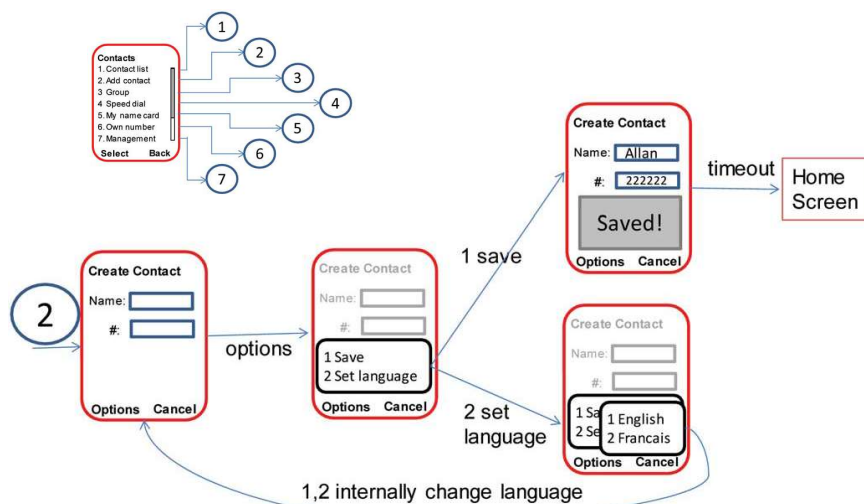 Contacts
1. Contact list
2. Add contact
3 Group
4 Speed dial
5. My name card
6. Own number
7. Management
Select Back
1
2
3
4
5
6
7
2
Create Contact
Name:
#:
Options Cancel
options
Create Contact
Name:
#:
1 Save
2 Set language
Options Cancel
1 save
2 set
language
Create Contact
Name: Allan
#: 222222
Saved!
Options Cancel
timeout
Home
Screen
Create Contact
Name:
#:
1 Sa
2 Se
1 English
2 Francais
Options Cancel
1,2 internally change language